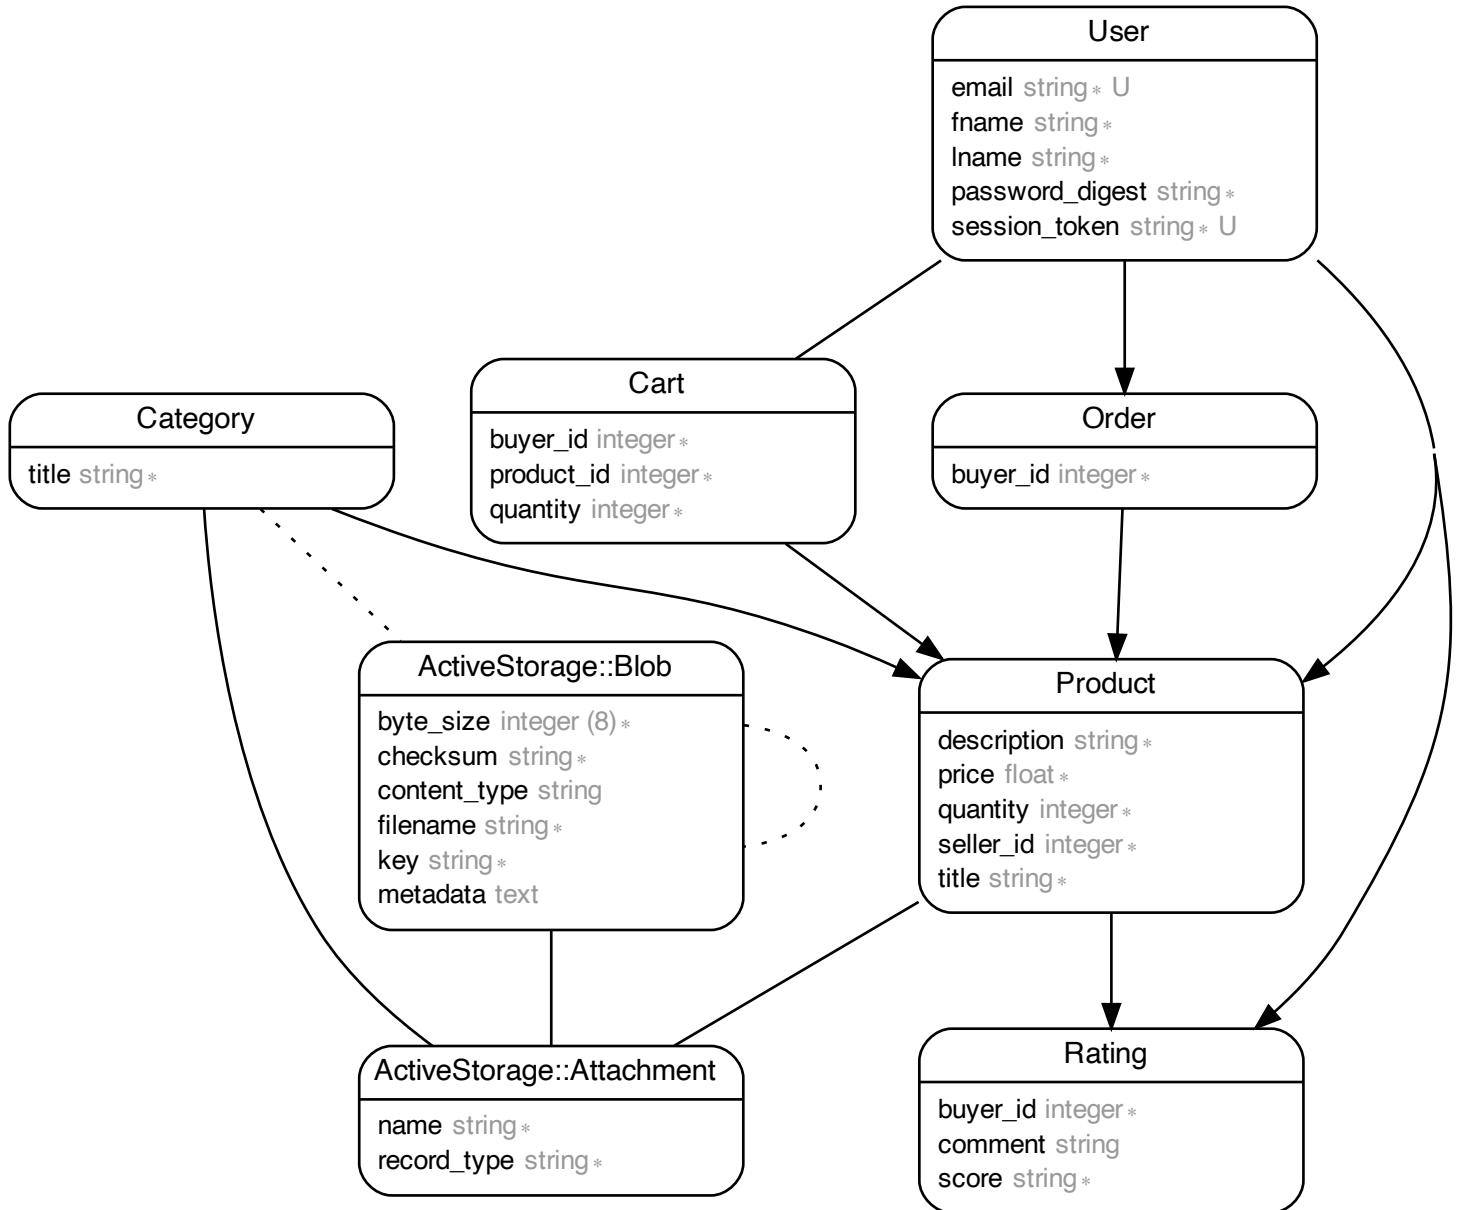 User
email string* U
fname string*
lname string*
password_digest string*
session_token string* U
Cart
buyer_id integer*
product_id integer*
quantity integer*
Category
title string*
Order
buyer_id integer*
ActiveStorage::Blob
byte_size integer (8)*
checksum string*
content_type string
filename string*
key string*
metadata text
Product
description string*
price float*
quantity integer*
seller_id integer*
title string*
ActiveStorage::Attachment
name string*
record_type string*
Rating
buyer_id integer*
comment string
score string*